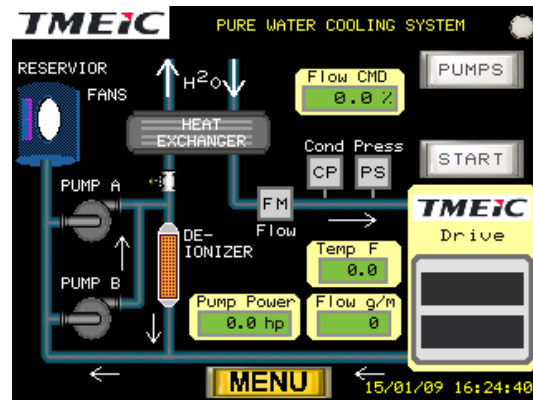 TMEiC
PURE WATER COOLING SYSTEM
RESERVIOR
FANS
H2O
Flow CMD
0.0 %
PUMPS
HEAT
EXCHANGER
Cond Press
CP PS
START
PUMP A
FM
Flow
TMEiC
Drive
DE-
IONIZER
Temp F
0.0
PUMP B
Pump Power
0.0 hp
Flow g/m
0
MENU
15/01/09 16:24:40